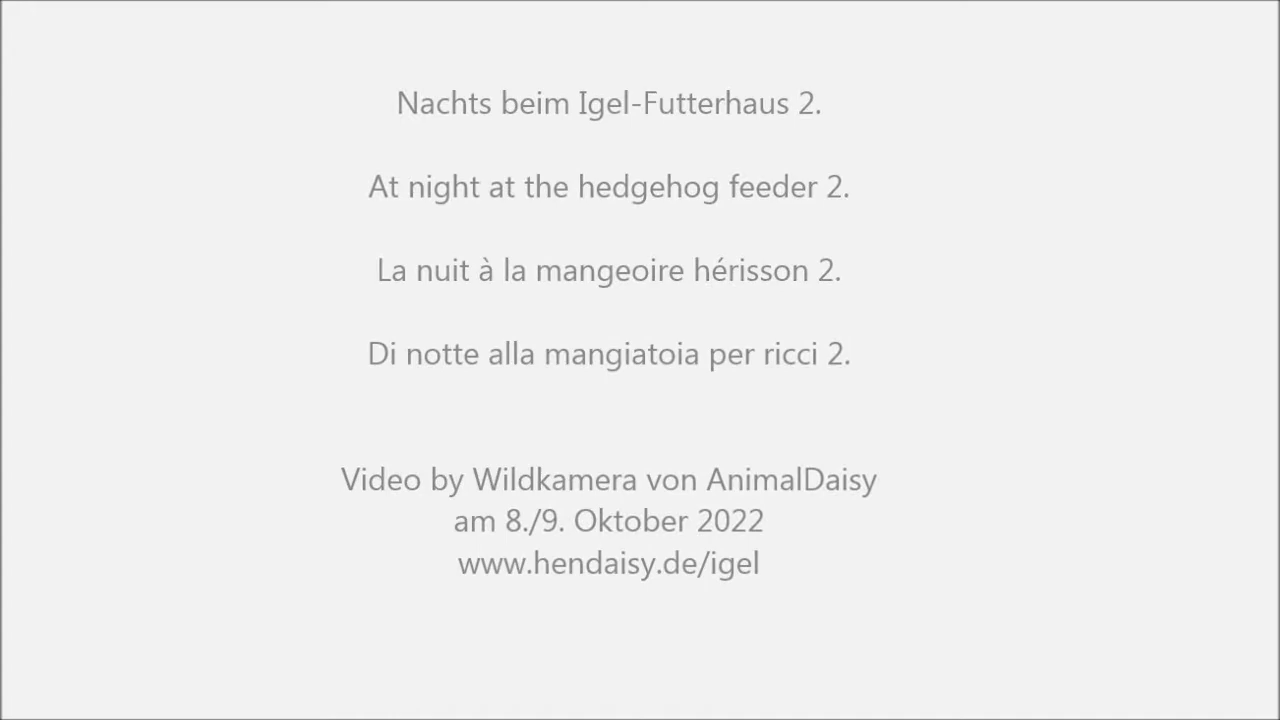 Nachts beim Igel-Futterhaus 2.
At night at the hedgehog feeder 2.
La nuit à la mangeoire hérisson 2.
Di notte alla mangiatoia per ricci 2.
Video by Wildkamera von AnimalDaisy
am 8./9. Oktober 2022
www.hendaisy.de/igel